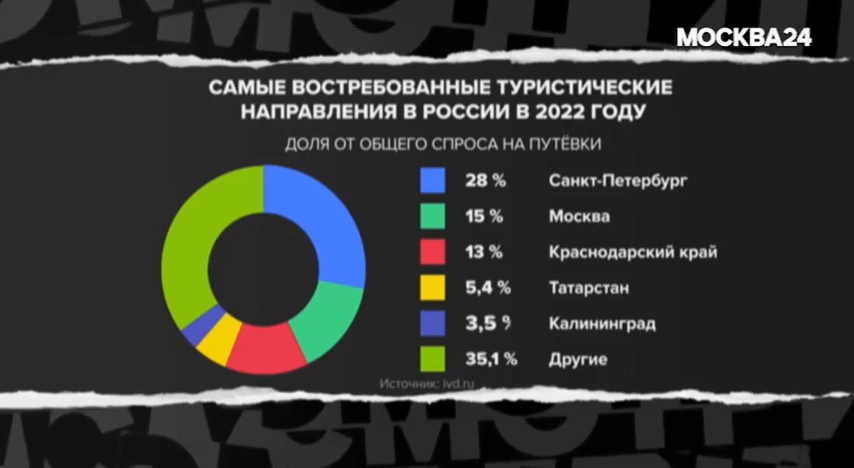 МОСКВА24
САМЫЕ ВОСТРЕБОВАННЫЕ ТУРИСТИЧЕСКИЕ
НАПРАВЛЕНИЯ В РОССИИ В 2022 ГОДУ
ДОЛЯ ОТ ОБЩЕГО СПРОСА НА ПУТЁВКИ
28 % Санкт-Петербург
15 % Москва
13 % Краснодарский край
5,4 % Татарстан
3,5 % Калининград
35,1 % Другие
Источник: ivd.ru